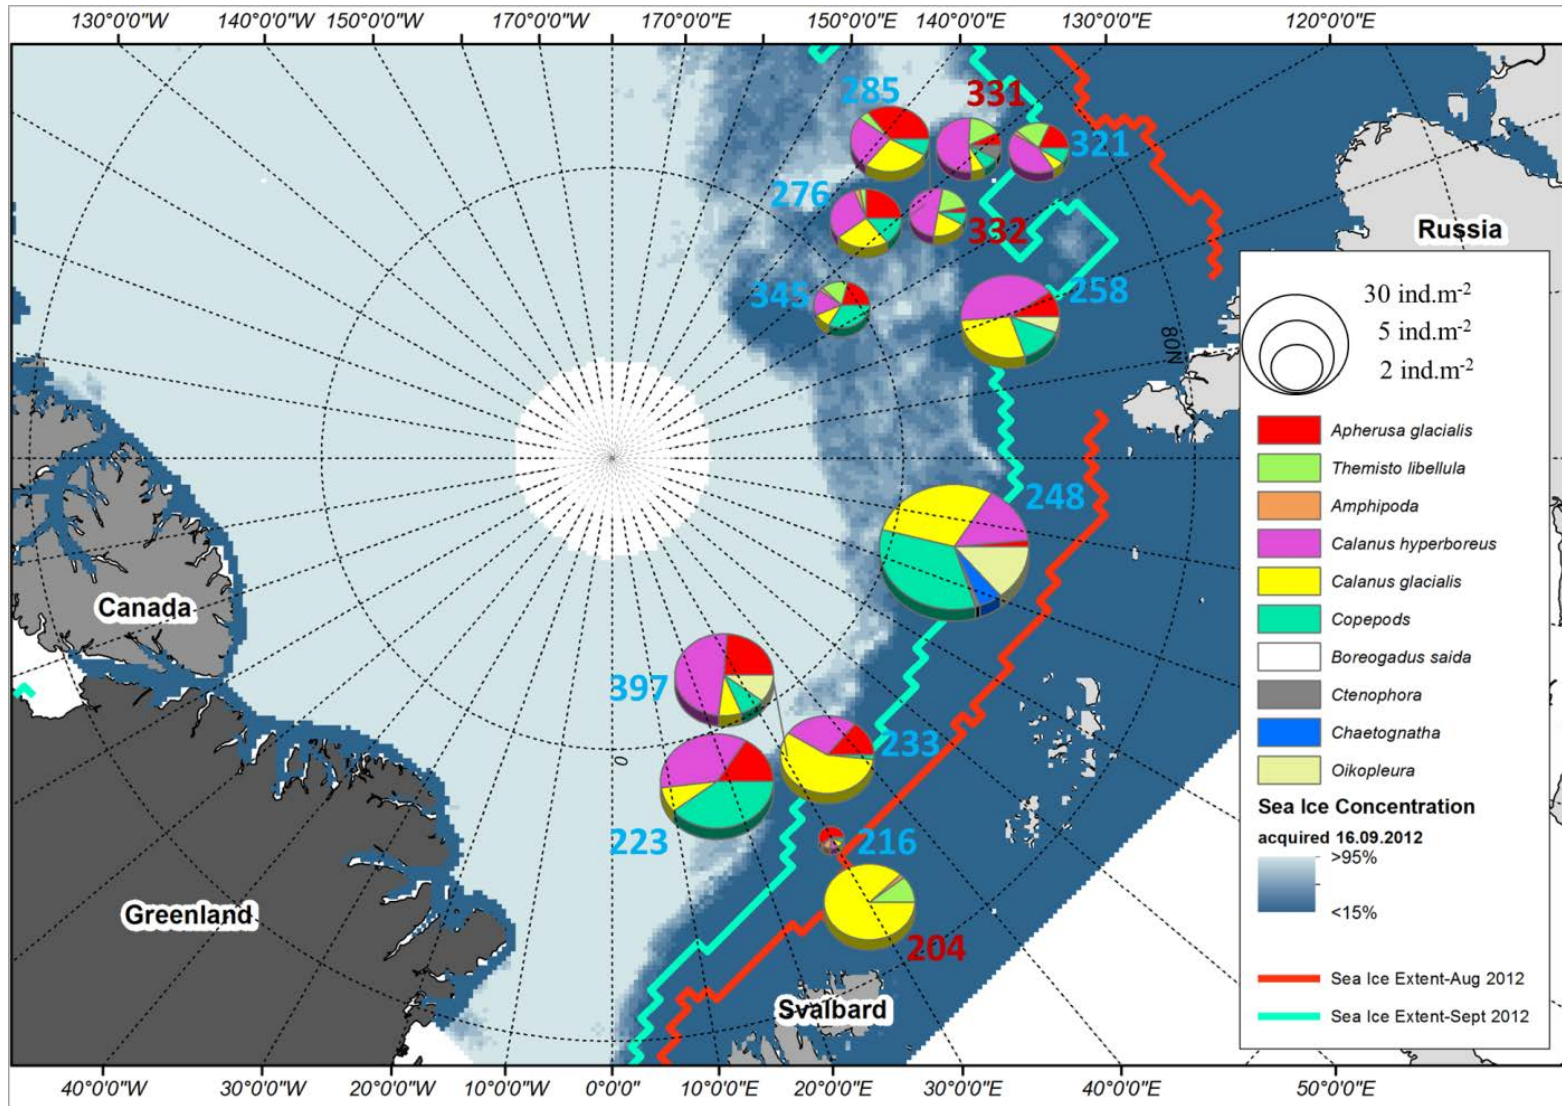 130°0'0"W 140°0'0"W 150°0'0"W 170°0'0"W 170°0'0"E 150°0'0"E 140°0'0"E 130°0'0"E 120°0'0"E
285
331
321
276
332
Russia
345
258
80N
30 ind.m-2
5 ind.m-2
2 ind.m-2
Apherusa glacialis
Themisto libellula
Amphipoda
Calanus hyperboreus
Calanus glacialis
Copepods
Boreogadus saida
Ctenophora
Chaetognatha
Oikopleura
Sea Ice Concentration
acquired 16.09.2012
>95%
<15%
Sea Ice Extent-Aug 2012
Sea Ice Extent-Sept 2012
248
Canada
397
233
0
223
216
Greenland
204
Svalbard
40°0'0"W 30°0'0"W 20°0'0"W 10°0'0"W 0°0'0" 10°0'0"E 20°0'0"E 30°0'0"E 40°0'0"E 50°0'0"E